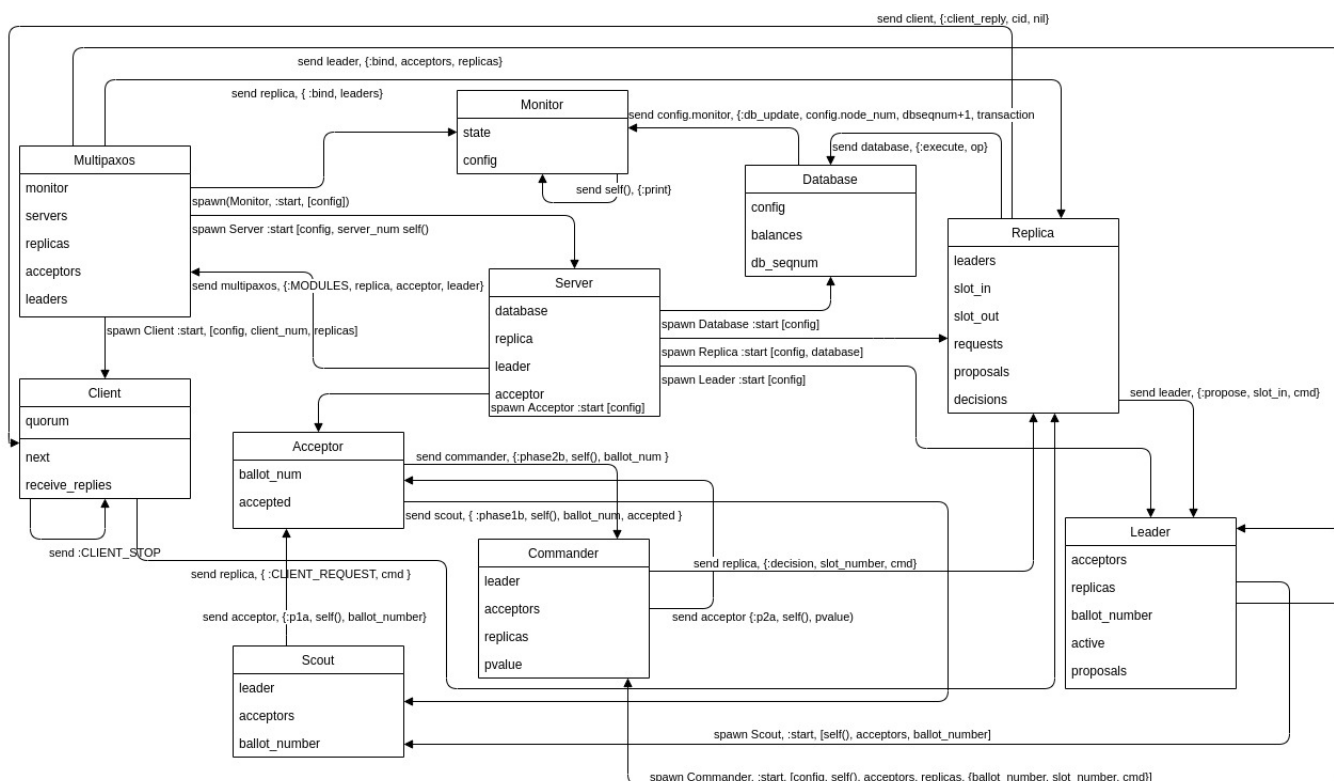 send client, {:client_reply, cid, nil}
send leader, {:bind, acceptors, replicas}
send replica, { :bind, leaders}
Monitor
state
config
send config.monitor, {:db_update, config.node_num, dbseqnum+1, transaction
send database, {:execute, op}
Multipaxos
monitor
servers
replicas
acceptors
leaders
spawn(Monitor, :start, [config])
send self(), {:print}
spawn Server :start [config, server_num self()
Database
config
balances
db_seqnum
Replica
leaders
slot_in
slot_out
requests
proposals
decisions
send multipaxos, {:MODULES, replica, acceptor, leader}
Server
database
replica
leader
acceptor
spawn Database :start [config]
spawn Replica :start [config, database]
spawn Leader :start [config]
spawn Acceptor :start [config]
spawn Client :start, [config, client_num, replicas]
Client
quorum
next
receive_replies
send :CLIENT_STOP
send leader, {:propose, slot_in, cmd}
Acceptor
ballot_num
accepted
send commander, {:phase2b, self(), ballot_num }
send scout, { :phase1b, self(), ballot_num, accepted }
Commander
leader
acceptors
replicas
pvalue
send replica, {:decision, slot_number, cmd}
send acceptor {:p2a, self(), pvalue)
Leader
acceptors
replicas
ballot_number
active
proposals
send replica, { :CLIENT_REQUEST, cmd }
send acceptor, {:p1a, self(), ballot_number}
Scout
leader
acceptors
ballot_number
spawn Scout, :start, [self(), acceptors, ballot_number]
spawn Commander, :start, [config, self(), acceptors, replicas, {ballot_number, slot_number, cmd}]